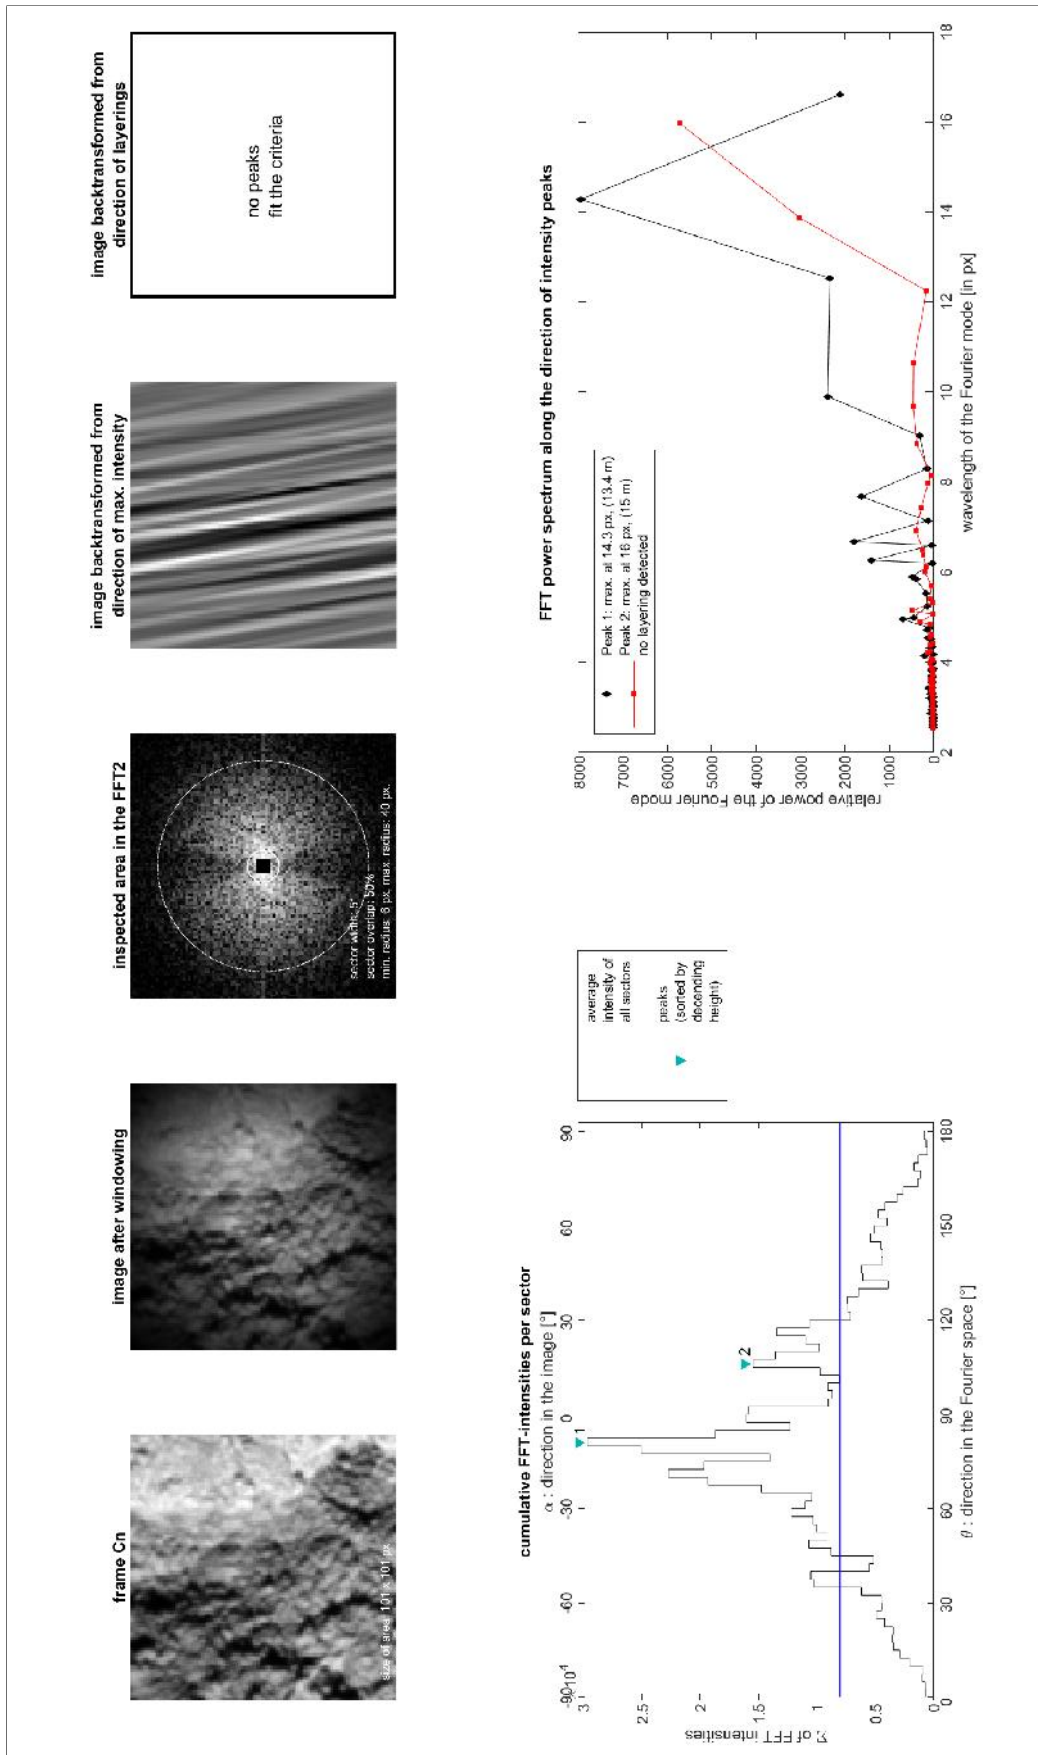 frame Cn
size of area: 101 x 101 px
image after windowing
inspected area in the FFT2
sector width: 5°
sector overlap: 50%
min. radius: 6 px, max. radius: 40 px.
image backtransformed from
direction of max. intensity
image backtransformed from
direction of layerings
no peaks
fit the criteria
cumulative FFT-intensities per sector
α : direction in the image [°]
-90 -60 -30 0 30 60 90
10⁴
3
2.5
2
1.5
1
0.5
0
Σ of FFT intensities
1
2
0 30 60 90 120 150 180
θ : direction in the Fourier space [°]
average
intensity of
all sectors
peaks
(sorted by
decending
height)
FFT power spectrum along the direction of intensity peaks
8000
7000
6000
5000
4000
3000
2000
1000
0
relative power of the Fourier mode
Peak 1: max. at 14.3 px, (13.4 m)
Peak 2: max. at 16 px, (15 m)
no layering detected
2 4 6 8 10 12 14 16 18
wavelength of the Fourier mode [in px]